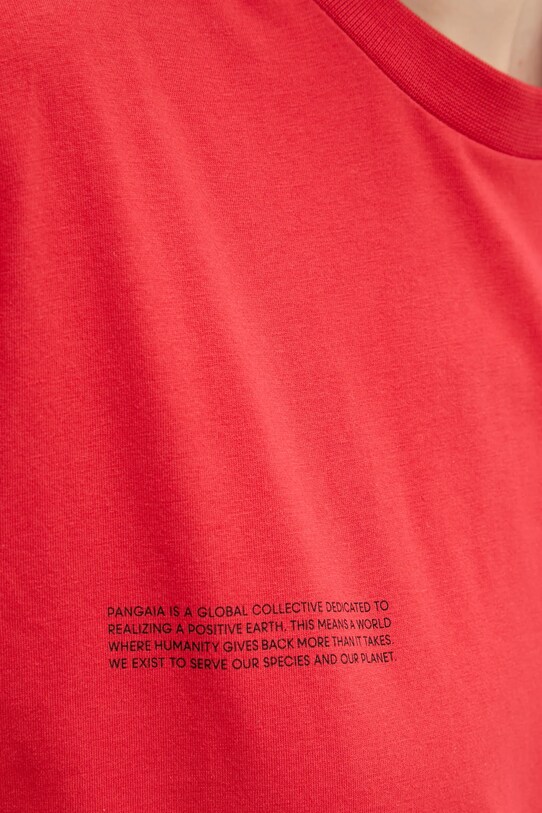 PANGAIA IS A GLOBAL COLLECTIVE DEDICATED TO
REALIZING A POSITIVE EARTH. THIS MEANS A WORLD
WHERE HUMANITY GIVES BACK MORE THAN IT TAKES.
WE EXIST TO SERVE OUR SPECIES AND OUR PLANET.